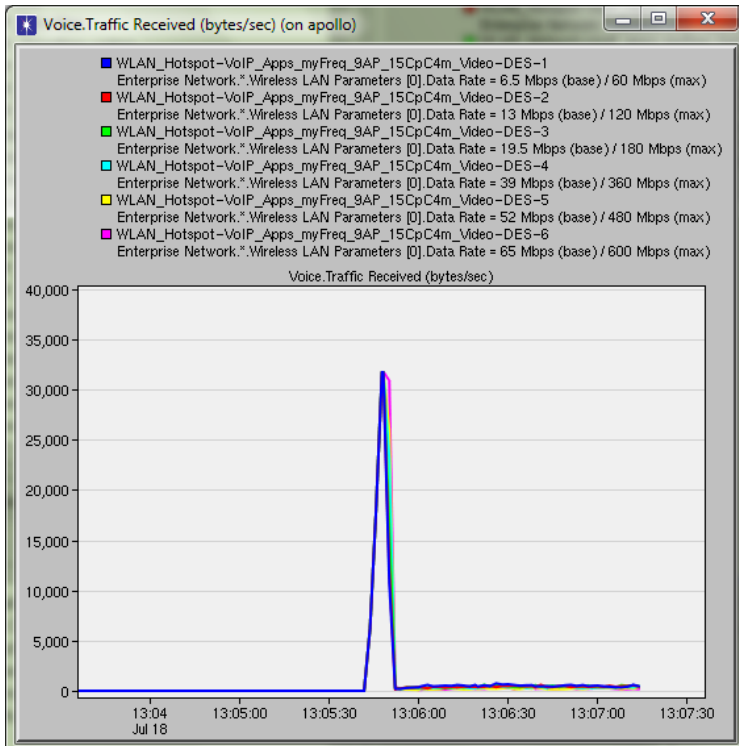 Voice.Traffic Received (bytes/sec) (on apollo)
WLAN_Hotspot-VoIP_Apps_myFreq_9AP_15CpC4m_Video-DES-1
Enterprise Network.*.Wireless LAN Parameters [0].Data Rate = 6.5 Mbps (base) / 60 Mbps (max)
WLAN_Hotspot-VoIP_Apps_myFreq_9AP_15CpC4m_Video-DES-2
Enterprise Network.*.Wireless LAN Parameters [0].Data Rate = 13 Mbps (base) / 120 Mbps (max)
WLAN_Hotspot-VoIP_Apps_myFreq_9AP_15CpC4m_Video-DES-3
Enterprise Network.*.Wireless LAN Parameters [0].Data Rate = 19.5 Mbps (base) / 180 Mbps (max)
WLAN_Hotspot-VoIP_Apps_myFreq_9AP_15CpC4m_Video-DES-4
Enterprise Network.*.Wireless LAN Parameters [0].Data Rate = 39 Mbps (base) / 360 Mbps (max)
WLAN_Hotspot-VoIP_Apps_myFreq_9AP_15CpC4m_Video-DES-5
Enterprise Network.*.Wireless LAN Parameters [0].Data Rate = 52 Mbps (base) / 480 Mbps (max)
WLAN_Hotspot-VoIP_Apps_myFreq_9AP_15CpC4m_Video-DES-6
Enterprise Network.*.Wireless LAN Parameters [0].Data Rate = 65 Mbps (base) / 600 Mbps (max)
Voice.Traffic Received (bytes/sec)
40,000
35,000
30,000
25,000
20,000
15,000
10,000
5,000
0
13:04 13:05:00 13:05:30 13:06:00 13:06:30 13:07:00 13:07:30
Jul 18